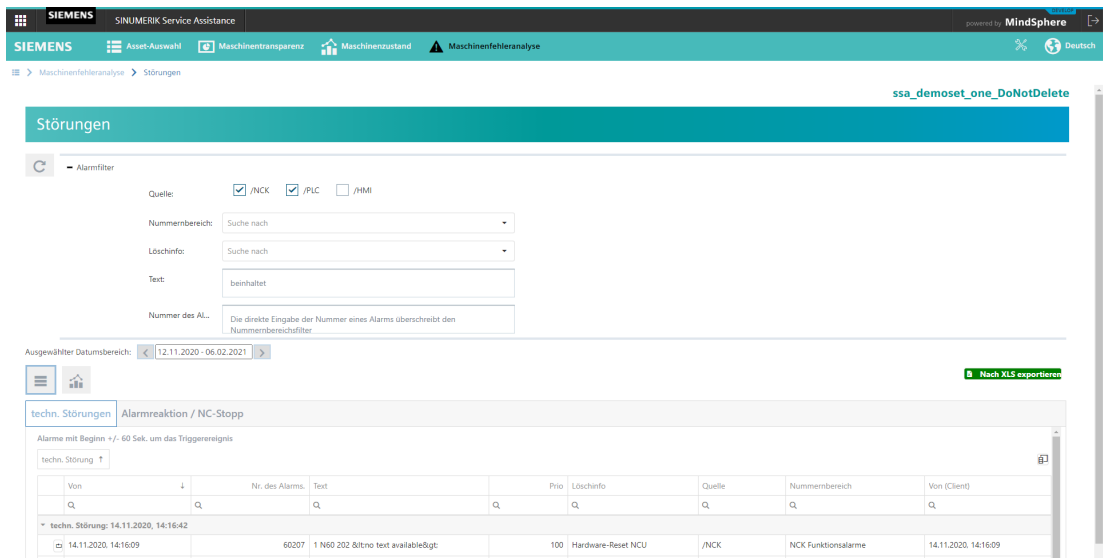 SIEMENS SINUMERIK Service Assistance powered by MindSphere DEVELOP
SIEMENS Asset-Auswahl Maschinentransparenz Maschinenzustand Maschinenfehleranalyse Deutsch
Maschinenfehleranalyse Störungen
ssa_demoset_one_DoNotDelete
Störungen
Alarmfilter
Quelle: /NCK /PLC /HMI
Nummernbereich: Suche nach
Löschinfo: Suche nach
Text: beinhaltet
Nummer des Al... Die direkte Eingabe der Nummer eines Alarms überschreibt den
Nummernbereichsfilter
Ausgewählter Datumsbereich: 12.11.2020 - 06.02.2021
Nach XLS exportieren
techn. Störungen Alarmreaktion / NC-Stopp
Alarme mit Beginn +/- 60 Sek. um das Triggerereignis
techn. Störung ↑
Von ↓ Nr. des Alarms. Text Prio Löschinfo Quelle Nummernbereich Von (Client)
techn. Störung: 14.11.2020, 14:16:42
14.11.2020, 14:16:09 60207 1 N60 202 &lt:no text available&gt: 100 Hardware-Reset NCU /NCK NCK Funktionsalarme 14.11.2020, 14:16:09